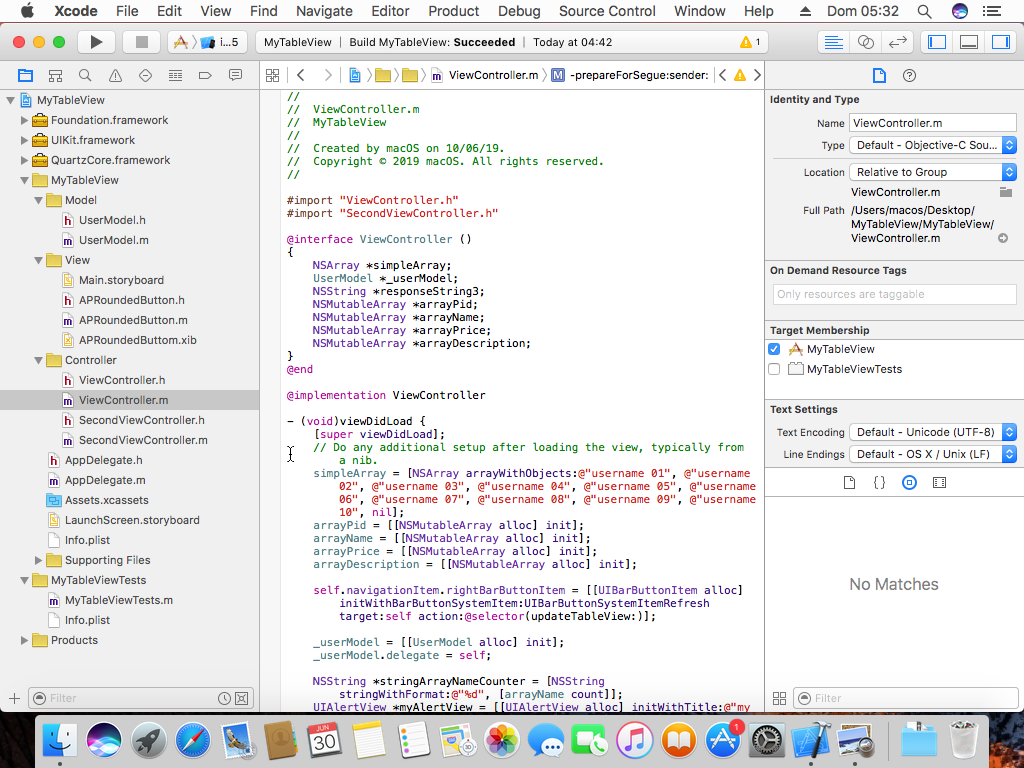 Xcode File Edit View Find Navigate Editor Product Debug Source Control Window Help Dom 05:32
i...5 MyTableView | Build MyTableView: Succeeded | Today at 04:42 1
ViewController.m M -prepareForSegue:sender:
MyTableView
Foundation.framework
UIKit.framework
QuartzCore.framework
MyTableView
Model
h UserModel.h
m UserModel.m
View
Main.storyboard
h APRoundedButton.h
m APRoundedButton.m
APRoundedButtom.xib
Controller
h ViewController.h
m ViewController.m
h SecondViewController.h
m SecondViewController.m
h AppDelegate.h
m AppDelegate.m
Assets.xcassets
LaunchScreen.storyboard
Info.plist
Supporting Files
MyTableViewTests
m MyTableViewTests.m
Info.plist
Products
Filter
//
//  ViewController.m
//  MyTableView
//
//  Created by macOS on 10/06/19.
//  Copyright © 2019 macOS. All rights reserved.
//
#import "ViewController.h"
#import "SecondViewController.h"
@interface ViewController ()
{
NSArray *simpleArray;
UserModel *_userModel;
NSString *responseString3;
NSMutableArray *arrayPid;
NSMutableArray *arrayName;
NSMutableArray *arrayPrice;
NSMutableArray *arrayDescription;
}
@end
@implementation ViewController
- (void)viewDidLoad {
[super viewDidLoad];
// Do any additional setup after loading the view, typically from
a nib.
simpleArray = [NSArray arrayWithObjects:@"username 01", @"username
02", @"username 03", @"username 04", @"username 05", @"username
06", @"username 07", @"username 08", @"username 09", @"username
10", nil];
arrayPid = [[NSMutableArray alloc] init];
arrayName = [[NSMutableArray alloc] init];
arrayPrice = [[NSMutableArray alloc] init];
arrayDescription = [[NSMutableArray alloc] init];
self.navigationItem.rightBarButtonItem = [[UIBarButtonItem alloc]
initWithBarButtonSystemItem:UIBarButtonSystemItemRefresh
target:self action:@selector(updateTableView:)];
_userModel = [[UserModel alloc] init];
_userModel.delegate = self;
NSString *stringArrayNameCounter = [NSString
stringWithFormat:@"%d", [arrayName count]];
UIAlertView *myAlertView = [[UIAlertView alloc] initWithTitle:@"my
Identity and Type
Name ViewController.m
Type Default - Objective-C Sou...
Location Relative to Group
ViewController.m
Full Path /Users/macos/Desktop/
MyTableView/MyTableView/
ViewController.m
On Demand Resource Tags
Only resources are taggable
Target Membership
MyTableView
MyTableViewTests
Text Settings
Text Encoding Default - Unicode (UTF-8)
Line Endings Default - OS X / Unix (LF)
{}
No Matches
Filter
JUN
30
1